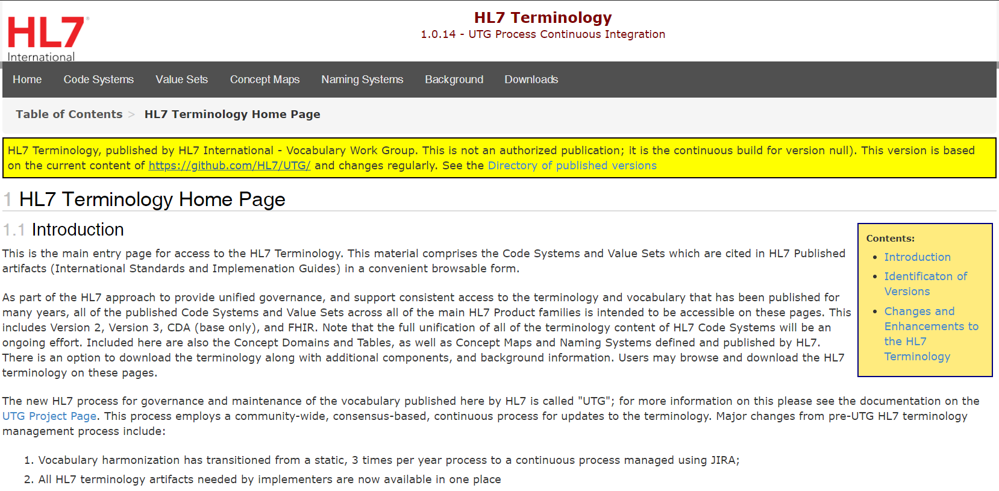 HL7 Terminology
1.0.14 - UTG Process Continuous Integration
HL7
International
Home Code Systems Value Sets Concept Maps Naming Systems Background Downloads
Table of Contents > HL7 Terminology Home Page
HL7 Terminology, published by HL7 International - Vocabulary Work Group. This is not an authorized publication; it is the continuous build for version null). This version is based
on the current content of https://github.com/HL7/UTG/ and changes regularly. See the Directory of published versions
1 HL7 Terminology Home Page
1.1 Introduction
This is the main entry page for access to the HL7 Terminology. This material comprises the Code Systems and Value Sets which are cited in HL7 Published
artifacts (International Standards and Implemenation Guides) in a convenient browsable form.
As part of the HL7 approach to provide unified governance, and support consistent access to the terminology and vocabulary that has been published for
many years, all of the published Code Systems and Value Sets across all of the main HL7 Product families is intended to be accessible on these pages. This
includes Version 2, Version 3, CDA (base only), and FHIR. Note that the full unification of all of the terminology content of HL7 Code Systems will be an
ongoing effort. Included here are also the Concept Domains and Tables, as well as Concept Maps and Naming Systems defined and published by HL7.
There is an option to download the terminology along with additional components, and background information. Users may browse and download the HL7
terminology on these pages.
Contents:
• Introduction
• Identificaton of
Versions
• Changes and
Enhancements to
the HL7
Terminology
The new HL7 process for governance and maintenance of the vocabulary published here by HL7 is called "UTG"; for more information on this please see the documentation on the
UTG Project Page. This process employs a community-wide, consensus-based, continuous process for updates to the terminology. Major changes from pre-UTG HL7 terminology
management process include:
1. Vocabulary harmonization has transitioned from a static, 3 times per year process to a continuous process managed using JIRA;
2. All HL7 terminology artifacts needed by implementers are now available in one place